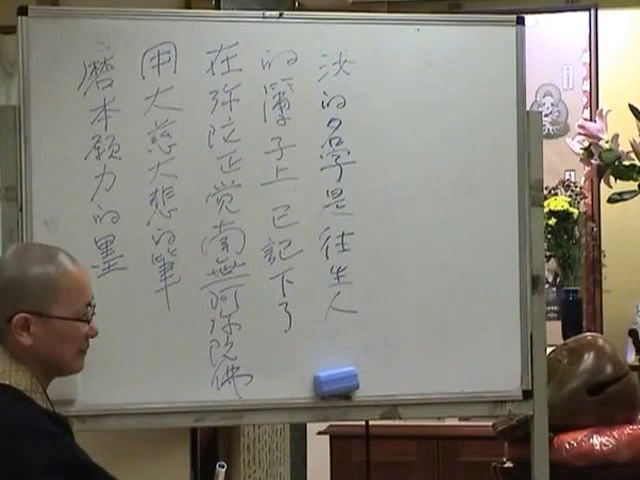 汝的名字是往生人
的簿子上已記下了
在弥陀正覚南無阿弥陀佛
用大慈大悲的筆
磨本願力的墨